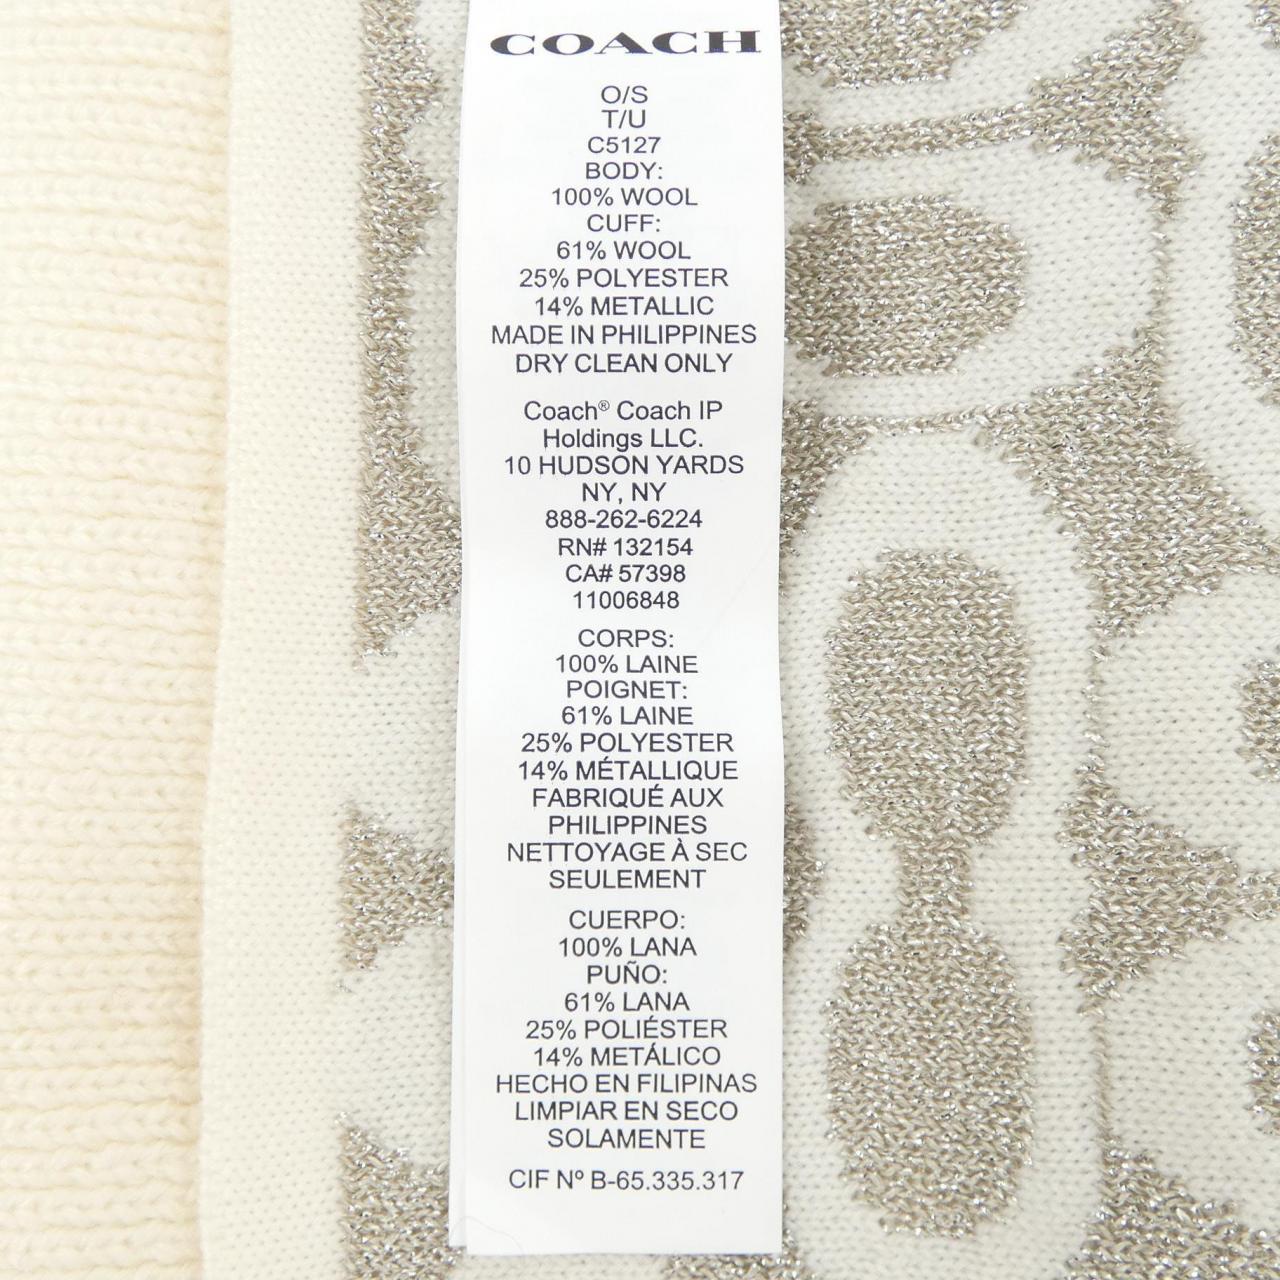 COACH
O/S
T/U
C5127
BODY:
100% WOOL
CUFF:
61% WOOL
25% POLYESTER
14% METALLIC
MADE IN PHILIPPINES
DRY CLEAN ONLY
Coach® Coach IP
Holdings LLC.
10 HUDSON YARDS
NY, NY
888-262-6224
RN# 132154
CA# 57398
11006848
CORPS:
100% LAINE
POIGNET:
61% LAINE
25% POLYESTER
14% MÉTALLIQUE
FABRIQUÉ AUX
PHILIPPINES
NETTOYAGE À SEC
SEULEMENT
CUERPO:
100% LANA
PUÑO:
61% LANA
25% POLIÉSTER
14% METÁLICO
HECHO EN FILIPINAS
LIMPIAR EN SECO
SOLAMENTE
CIF Nº B-65.335.317